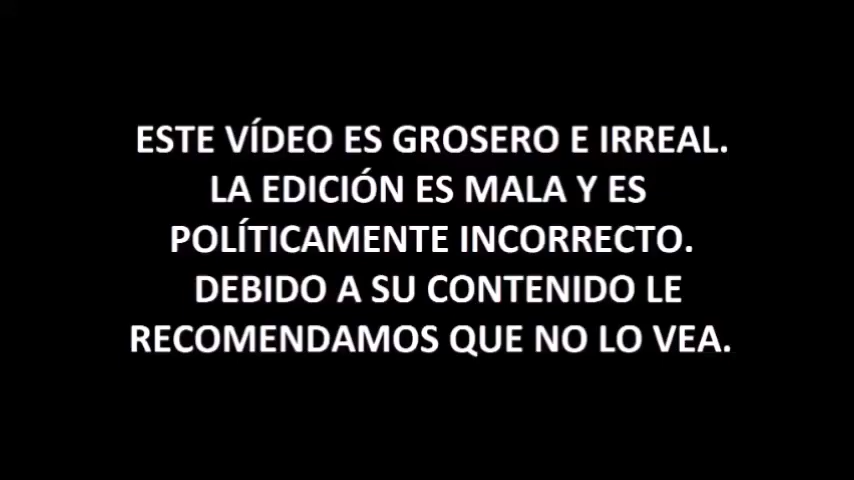 ESTE VÍDEO ES GROSERO E IRREAL.
LA EDICIÓN ES MALA Y ES
POLÍTICAMENTE INCORRECTO.
DEBIDO A SU CONTENIDO LE
RECOMENDAMOS QUE NO LO VEA.